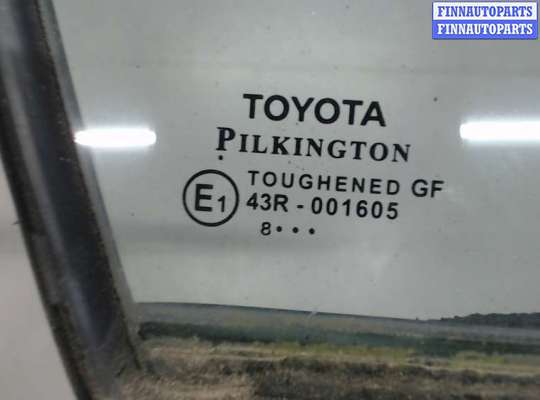 FINNAUTOPARTS
FINNAUTOPARTS
TOYOTA
PILKINGTON
TOUGHENED GF
E1 43R - 001605
8•••